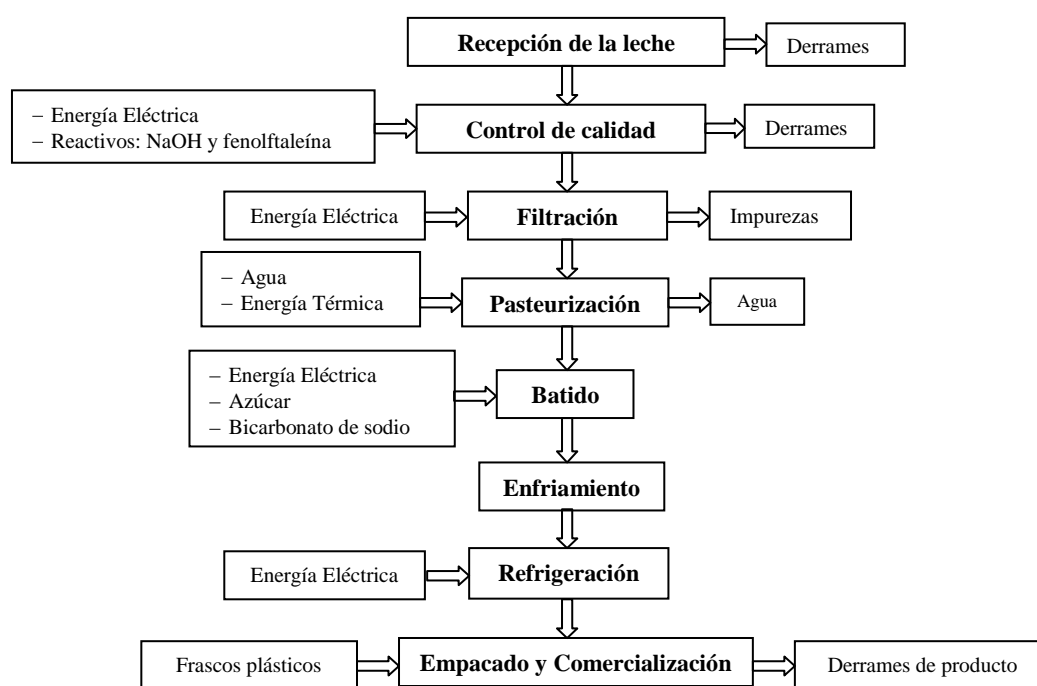 Recepción de la leche
Derrames
– Energía Eléctrica
– Reactivos: NaOH y fenolftaleína
Control de calidad
Derrames
Energía Eléctrica
Filtración
Impurezas
– Agua
– Energía Térmica
Pasteurización
Agua
– Energía Eléctrica
– Azúcar
– Bicarbonato de sodio
Batido
Enfriamiento
Energía Eléctrica
Refrigeración
Frascos plásticos
Empacado y Comercialización
Derrames de producto